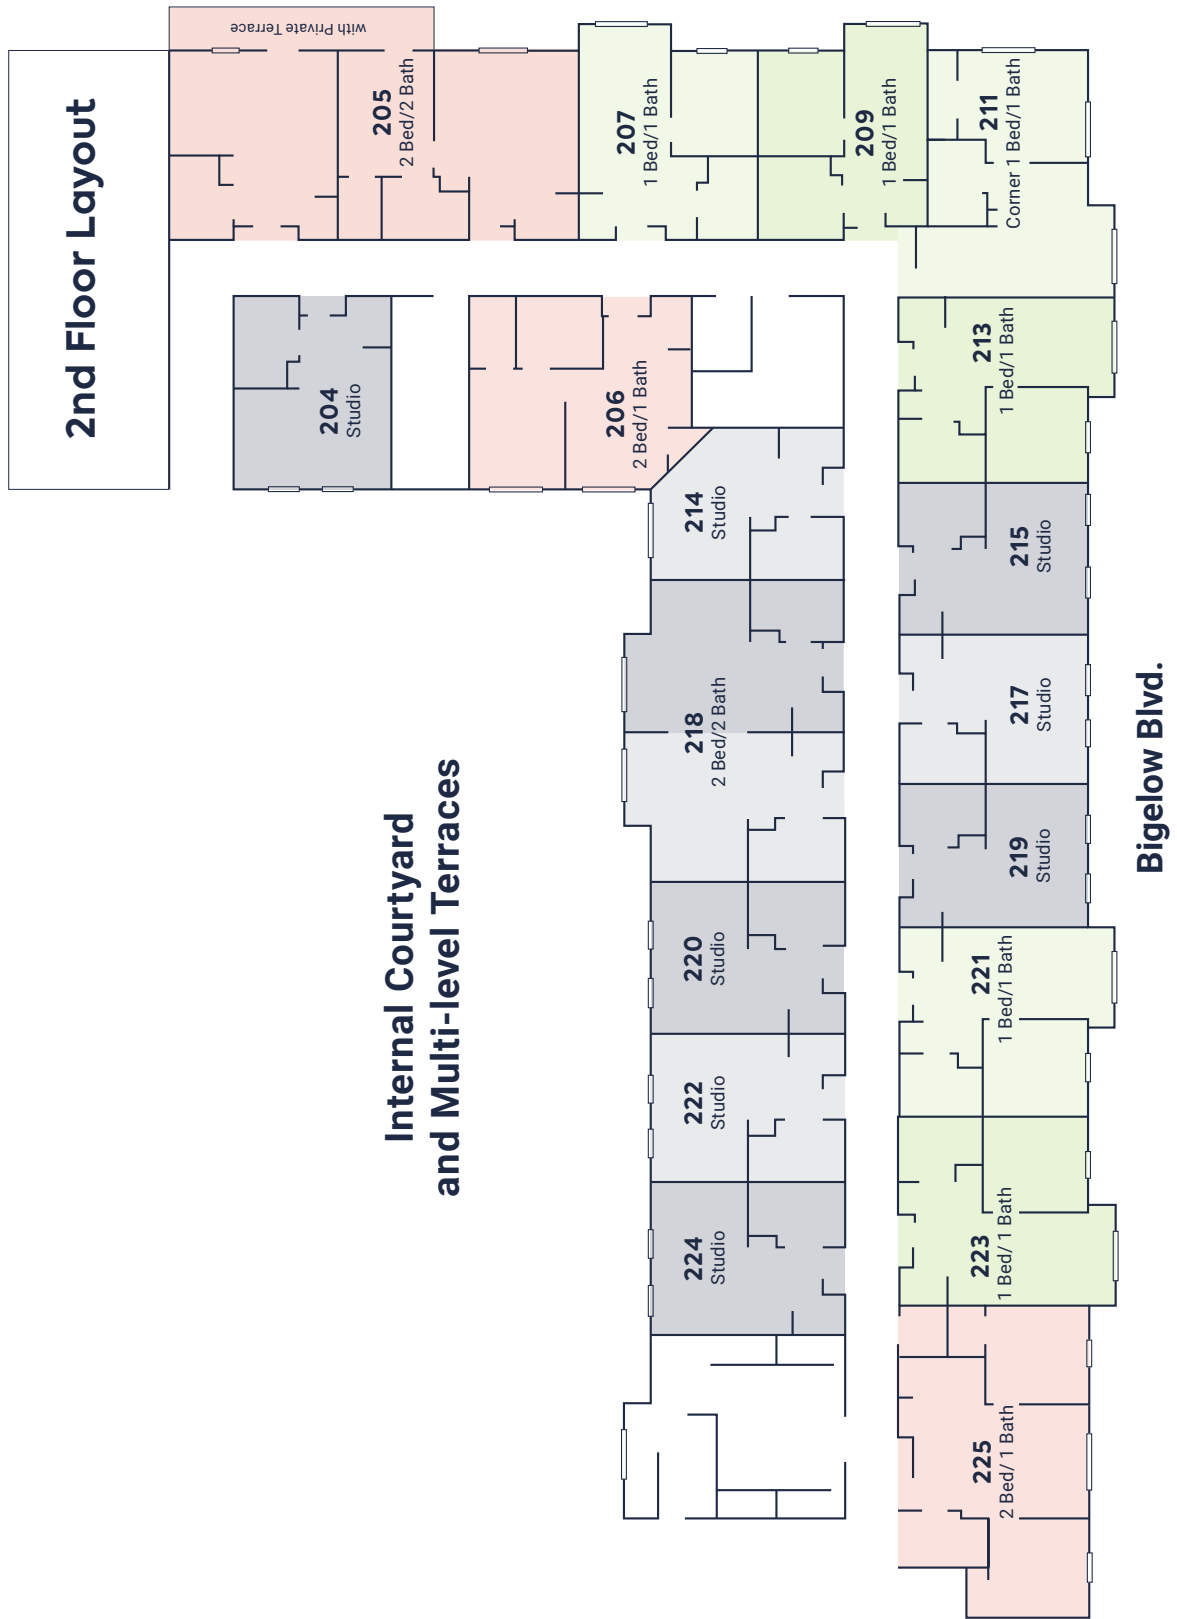 2nd Floor Layout
with Private Terrace
205
2 Bed/2 Bath
207
1 Bed/1 Bath
209
1 Bed/1 Bath
211
Corner 1 Bed/1 Bath
204
Studio
206
2 Bed/1 Bath
213
1 Bed/1 Bath
214
Studio
215
Studio
218
2 Bed/2 Bath
217
Studio
219
Studio
220
Studio
221
1 Bed/1 Bath
222
Studio
223
1 Bed/ 1 Bath
224
Studio
225
2 Bed/ 1 Bath
Internal Courtyard
and Multi-level Terraces
Bigelow Blvd.